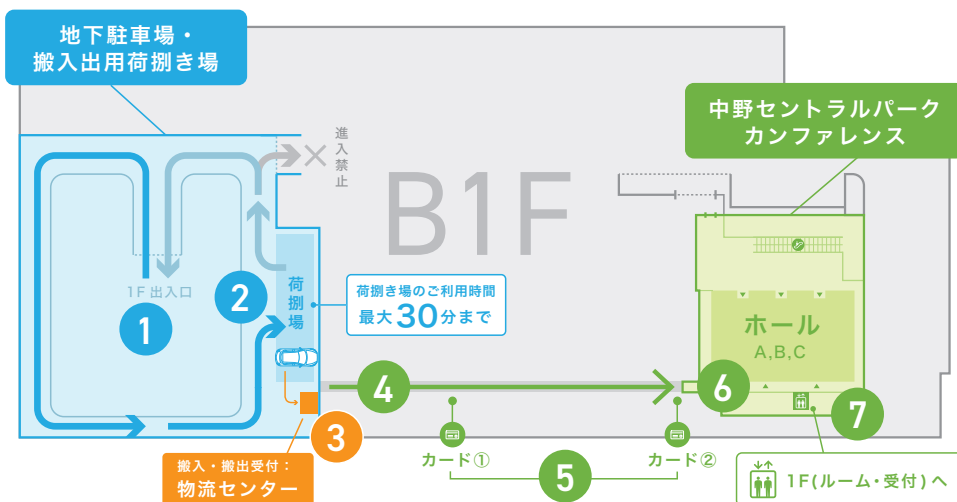 地下駐車場・
搬入出用荷捌き場
進入禁止
B1F
中野セントラルパーク
カンファレンス
1F出入口
1
2
荷捌場
荷捌き場のご利用時間
最大30分まで
ホール
A,B,C
3
4
5
6
7
カード①
カード②
搬入・搬出受付：
物流センター
1F(ルーム・受付)へ